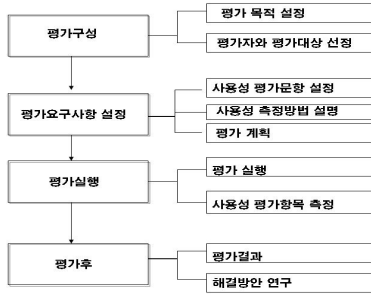 평가구성
평가 목적 설정
평가자와 평가대상 선정
평가요구사항 설정
사용성 평가문항 설정
사용성 측정방법 설명
평가 계획
평가실행
평가 실행
사용성 평가항목 측정
평가후
평가결과
해결방안 연구